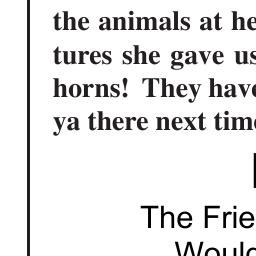 the animals at he
tures she gave us
horns! They have
ya there next time
The Frie
Would